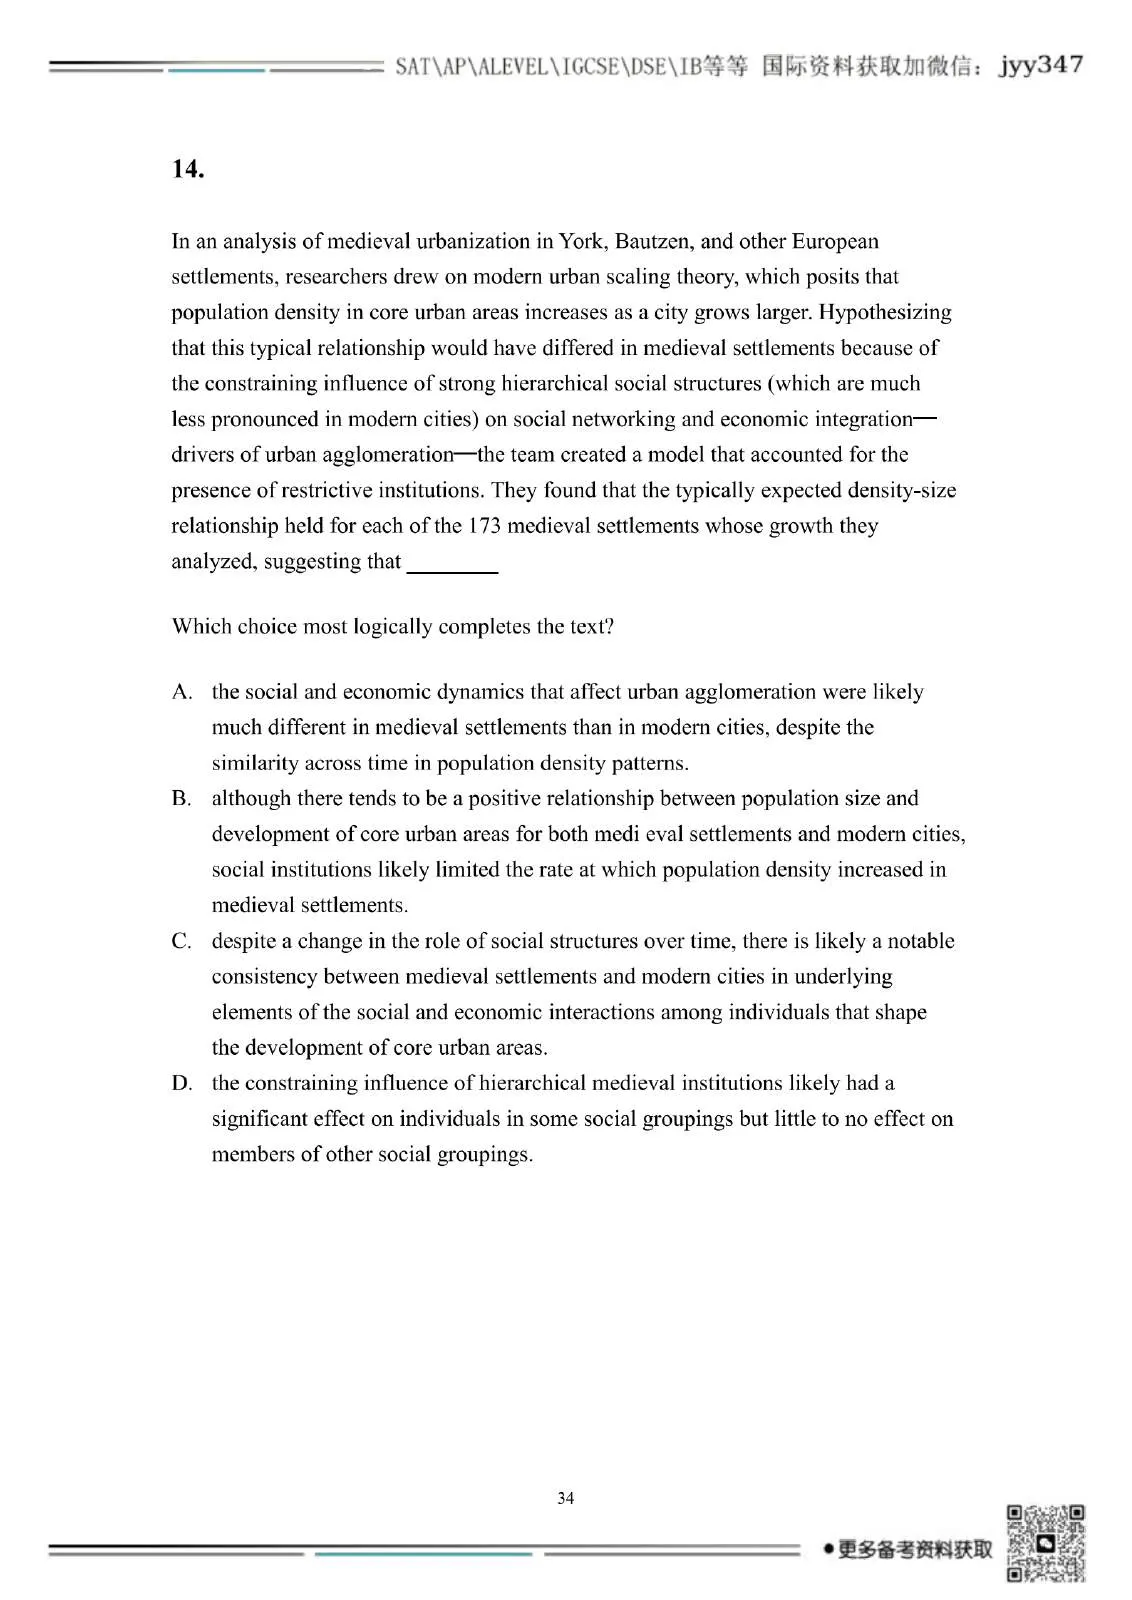 SAT\AP\ALEVEL\IGCSE\DSE\IB等等 国际资料获取加微信： jyy347
14.
In an analysis of medieval urbanization in York, Bautzen, and other European
settlements, researchers drew on modern urban scaling theory, which posits that
population density in core urban areas increases as a city grows larger. Hypothesizing
that this typical relationship would have differed in medieval settlements because of
the constraining influence of strong hierarchical social structures (which are much
less pronounced in modern cities) on social networking and economic integration—
drivers of urban agglomeration—the team created a model that accounted for the
presence of restrictive institutions. They found that the typically expected density-size
relationship held for each of the 173 medieval settlements whose growth they
analyzed, suggesting that ________
Which choice most logically completes the text?
A. the social and economic dynamics that affect urban agglomeration were likely
much different in medieval settlements than in modern cities, despite the
similarity across time in population density patterns.
B. although there tends to be a positive relationship between population size and
development of core urban areas for both medi eval settlements and modern cities,
social institutions likely limited the rate at which population density increased in
medieval settlements.
C. despite a change in the role of social structures over time, there is likely a notable
consistency between medieval settlements and modern cities in underlying
elements of the social and economic interactions among individuals that shape
the development of core urban areas.
D. the constraining influence of hierarchical medieval institutions likely had a
significant effect on individuals in some social groupings but little to no effect on
members of other social groupings.
34
●更多备考资料获取